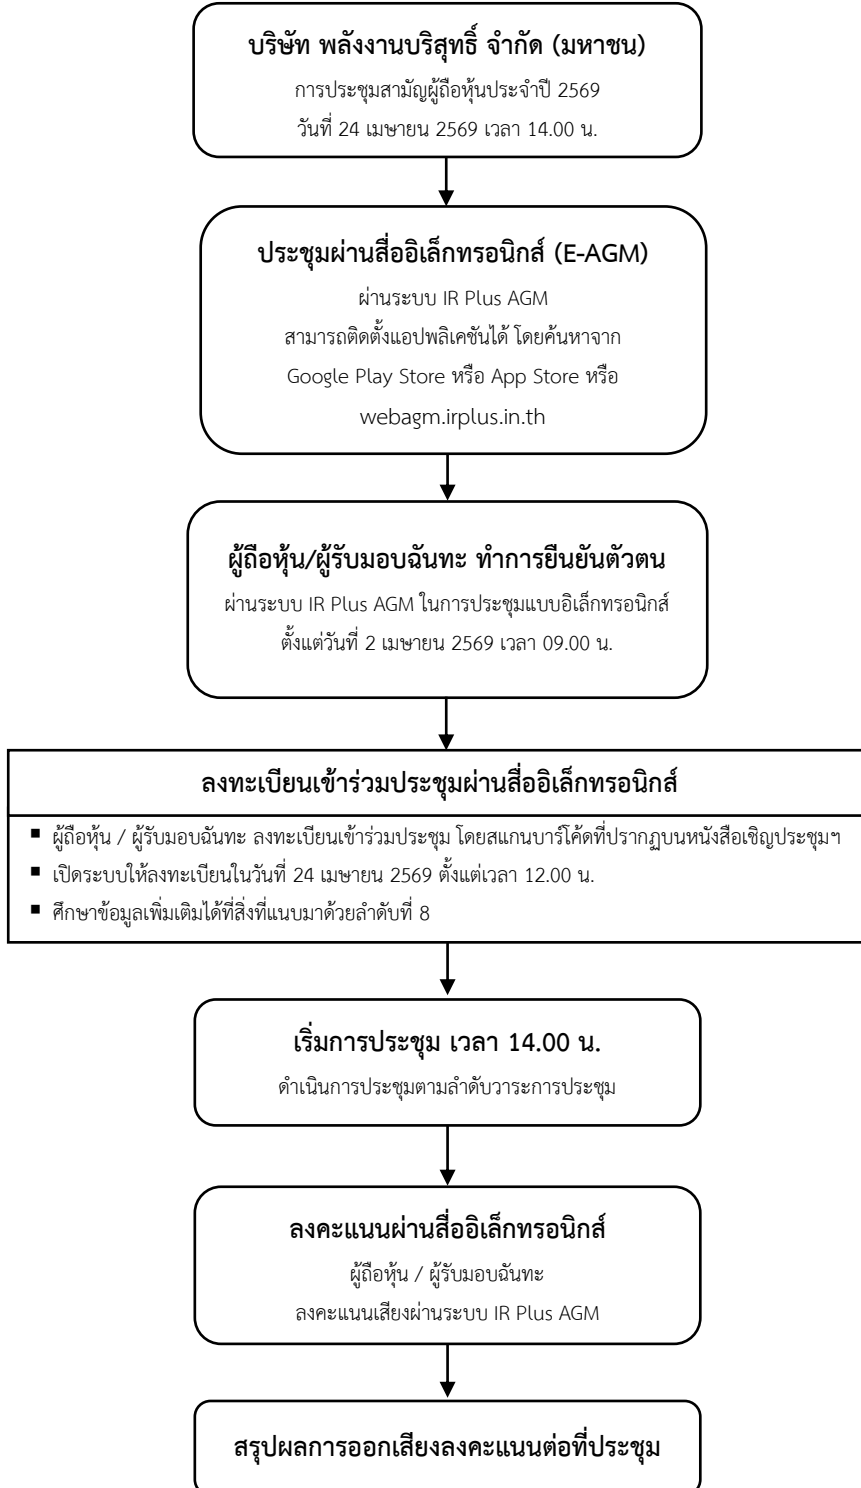 บริษัท พลังงานบริสุทธิ์ จำกัด (มหาชน)
การประชุมสามัญผู้ถือหุ้นประจำปี 2569
วันที่ 24 เมษายน 2569 เวลา 14.00 น.
ประชุมผ่านสื่ออิเล็กทรอนิกส์ (E-AGM)
ผ่านระบบ IR Plus AGM
สามารถติดตั้งแอปพลิเคชันได้ โดยค้นหาจาก
Google Play Store หรือ App Store หรือ
webagm.irplus.in.th
ผู้ถือหุ้น/ผู้รับมอบฉันทะ ทำการยืนยันตัวตน
ผ่านระบบ IR Plus AGM ในการประชุมแบบอิเล็กทรอนิกส์
ตั้งแต่วันที่ 2 เมษายน 2569 เวลา 09.00 น.
ลงทะเบียนเข้าร่วมประชุมผ่านสื่ออิเล็กทรอนิกส์
▪ ผู้ถือหุ้น / ผู้รับมอบฉันทะ ลงทะเบียนเข้าร่วมประชุม โดยสแกนบาร์โค้ดที่ปรากฏบนหนังสือเชิญประชุมฯ
▪ เปิดระบบให้ลงทะเบียนในวันที่ 24 เมษายน 2569 ตั้งแต่เวลา 12.00 น.
▪ ศึกษาข้อมูลเพิ่มเติมได้ที่สิ่งที่แนบมาด้วยลำดับที่ 8
เริ่มการประชุม เวลา 14.00 น.
ดำเนินการประชุมตามลำดับวาระการประชุม
ลงคะแนนผ่านสื่ออิเล็กทรอนิกส์
ผู้ถือหุ้น / ผู้รับมอบฉันทะ
ลงคะแนนเสียงผ่านระบบ IR Plus AGM
สรุปผลการออกเสียงลงคะแนนต่อที่ประชุม